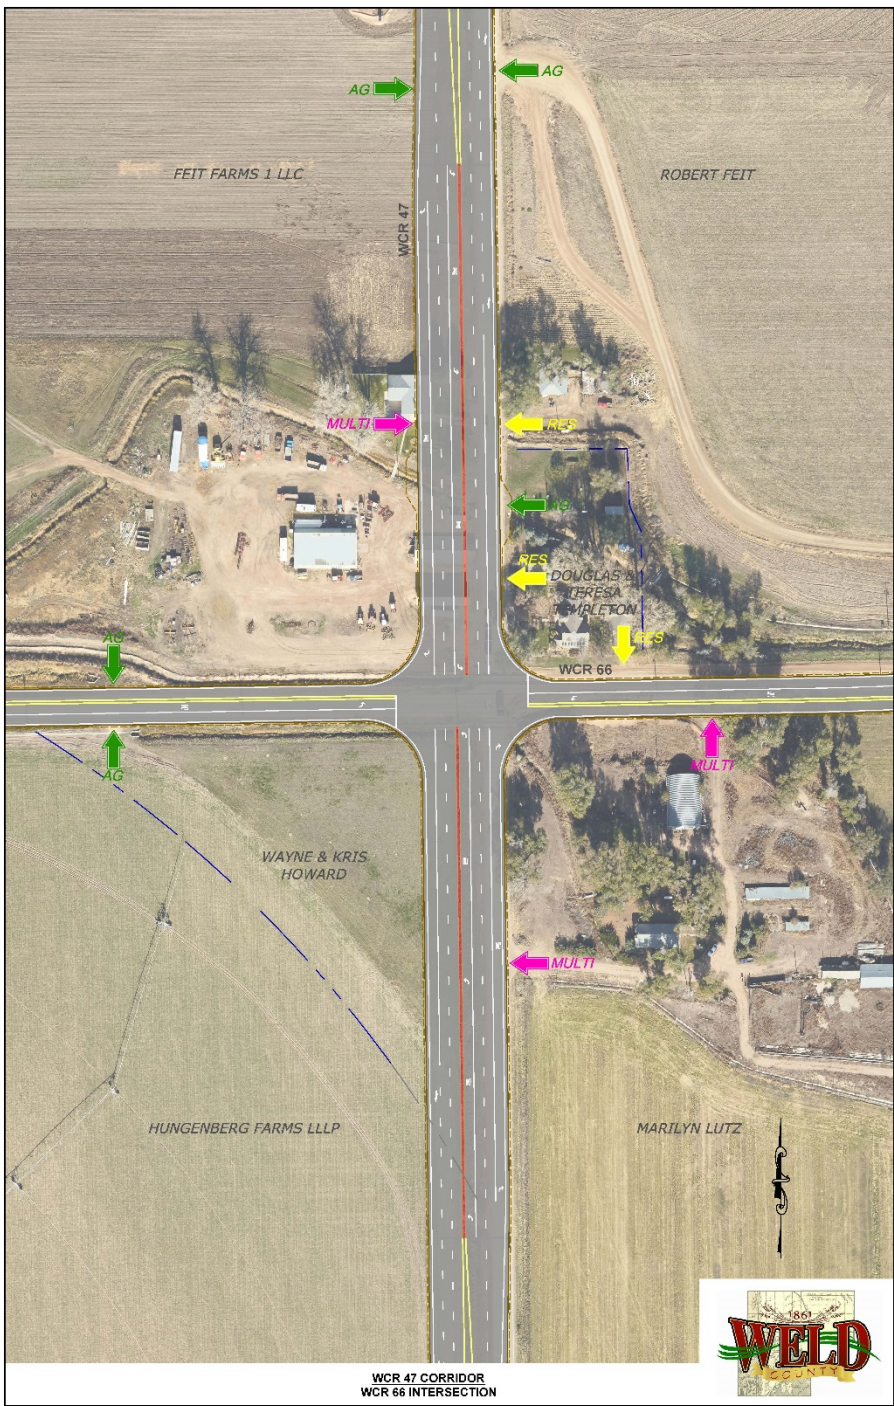 AG
AG
FEIT FARMS 1 LLC
ROBERT FEIT
WCR 47
MULTI
RES
AG
RES
DOUGLAS &
TERESA
TEMPLETON
AG
RES
WCR 66
AG
MULTI
WAYNE & KRIS
HOWARD
MULTI
HUNGENBERG FARMS LLLP
MARILYN LUTZ
1861
WELD
COUNTY
WCR 47 CORRIDOR
WCR 66 INTERSECTION